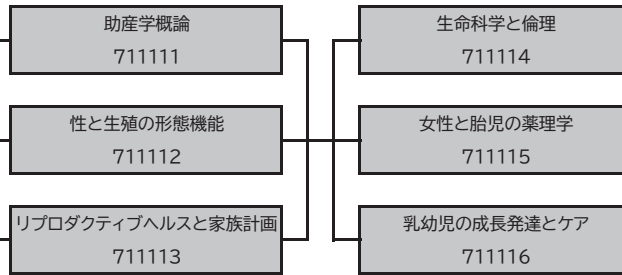 助産学概論
711111
性と生殖の形態機能
711112
リプロダクティブヘルスと家族計画
711113
生命科学と倫理
711114
女性と胎児の薬理学
711115
乳幼児の成長発達とケア
711116